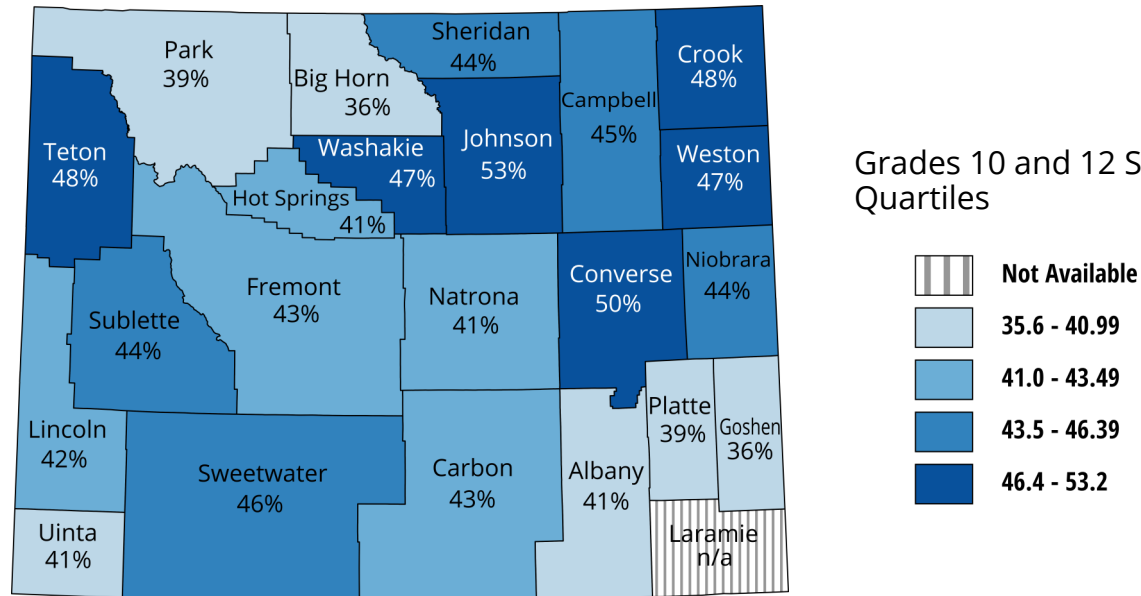 Park
39%
Big Horn
36%
Sheridan
44%
Campbell
45%
Crook
48%
Teton
48%
Washakie
47%
Johnson
53%
Weston
47%
Hot Springs
41%
Fremont
43%
Natrona
41%
Converse
50%
Niobrara
44%
Sublette
44%
Lincoln
42%
Sweetwater
46%
Carbon
43%
Albany
41%
Platte
39%
Goshen
36%
Uinta
41%
Laramie
n/a
Grades 10 and 12 S
Quartiles
Not Available
35.6 - 40.99
41.0 - 43.49
43.5 - 46.39
46.4 - 53.2